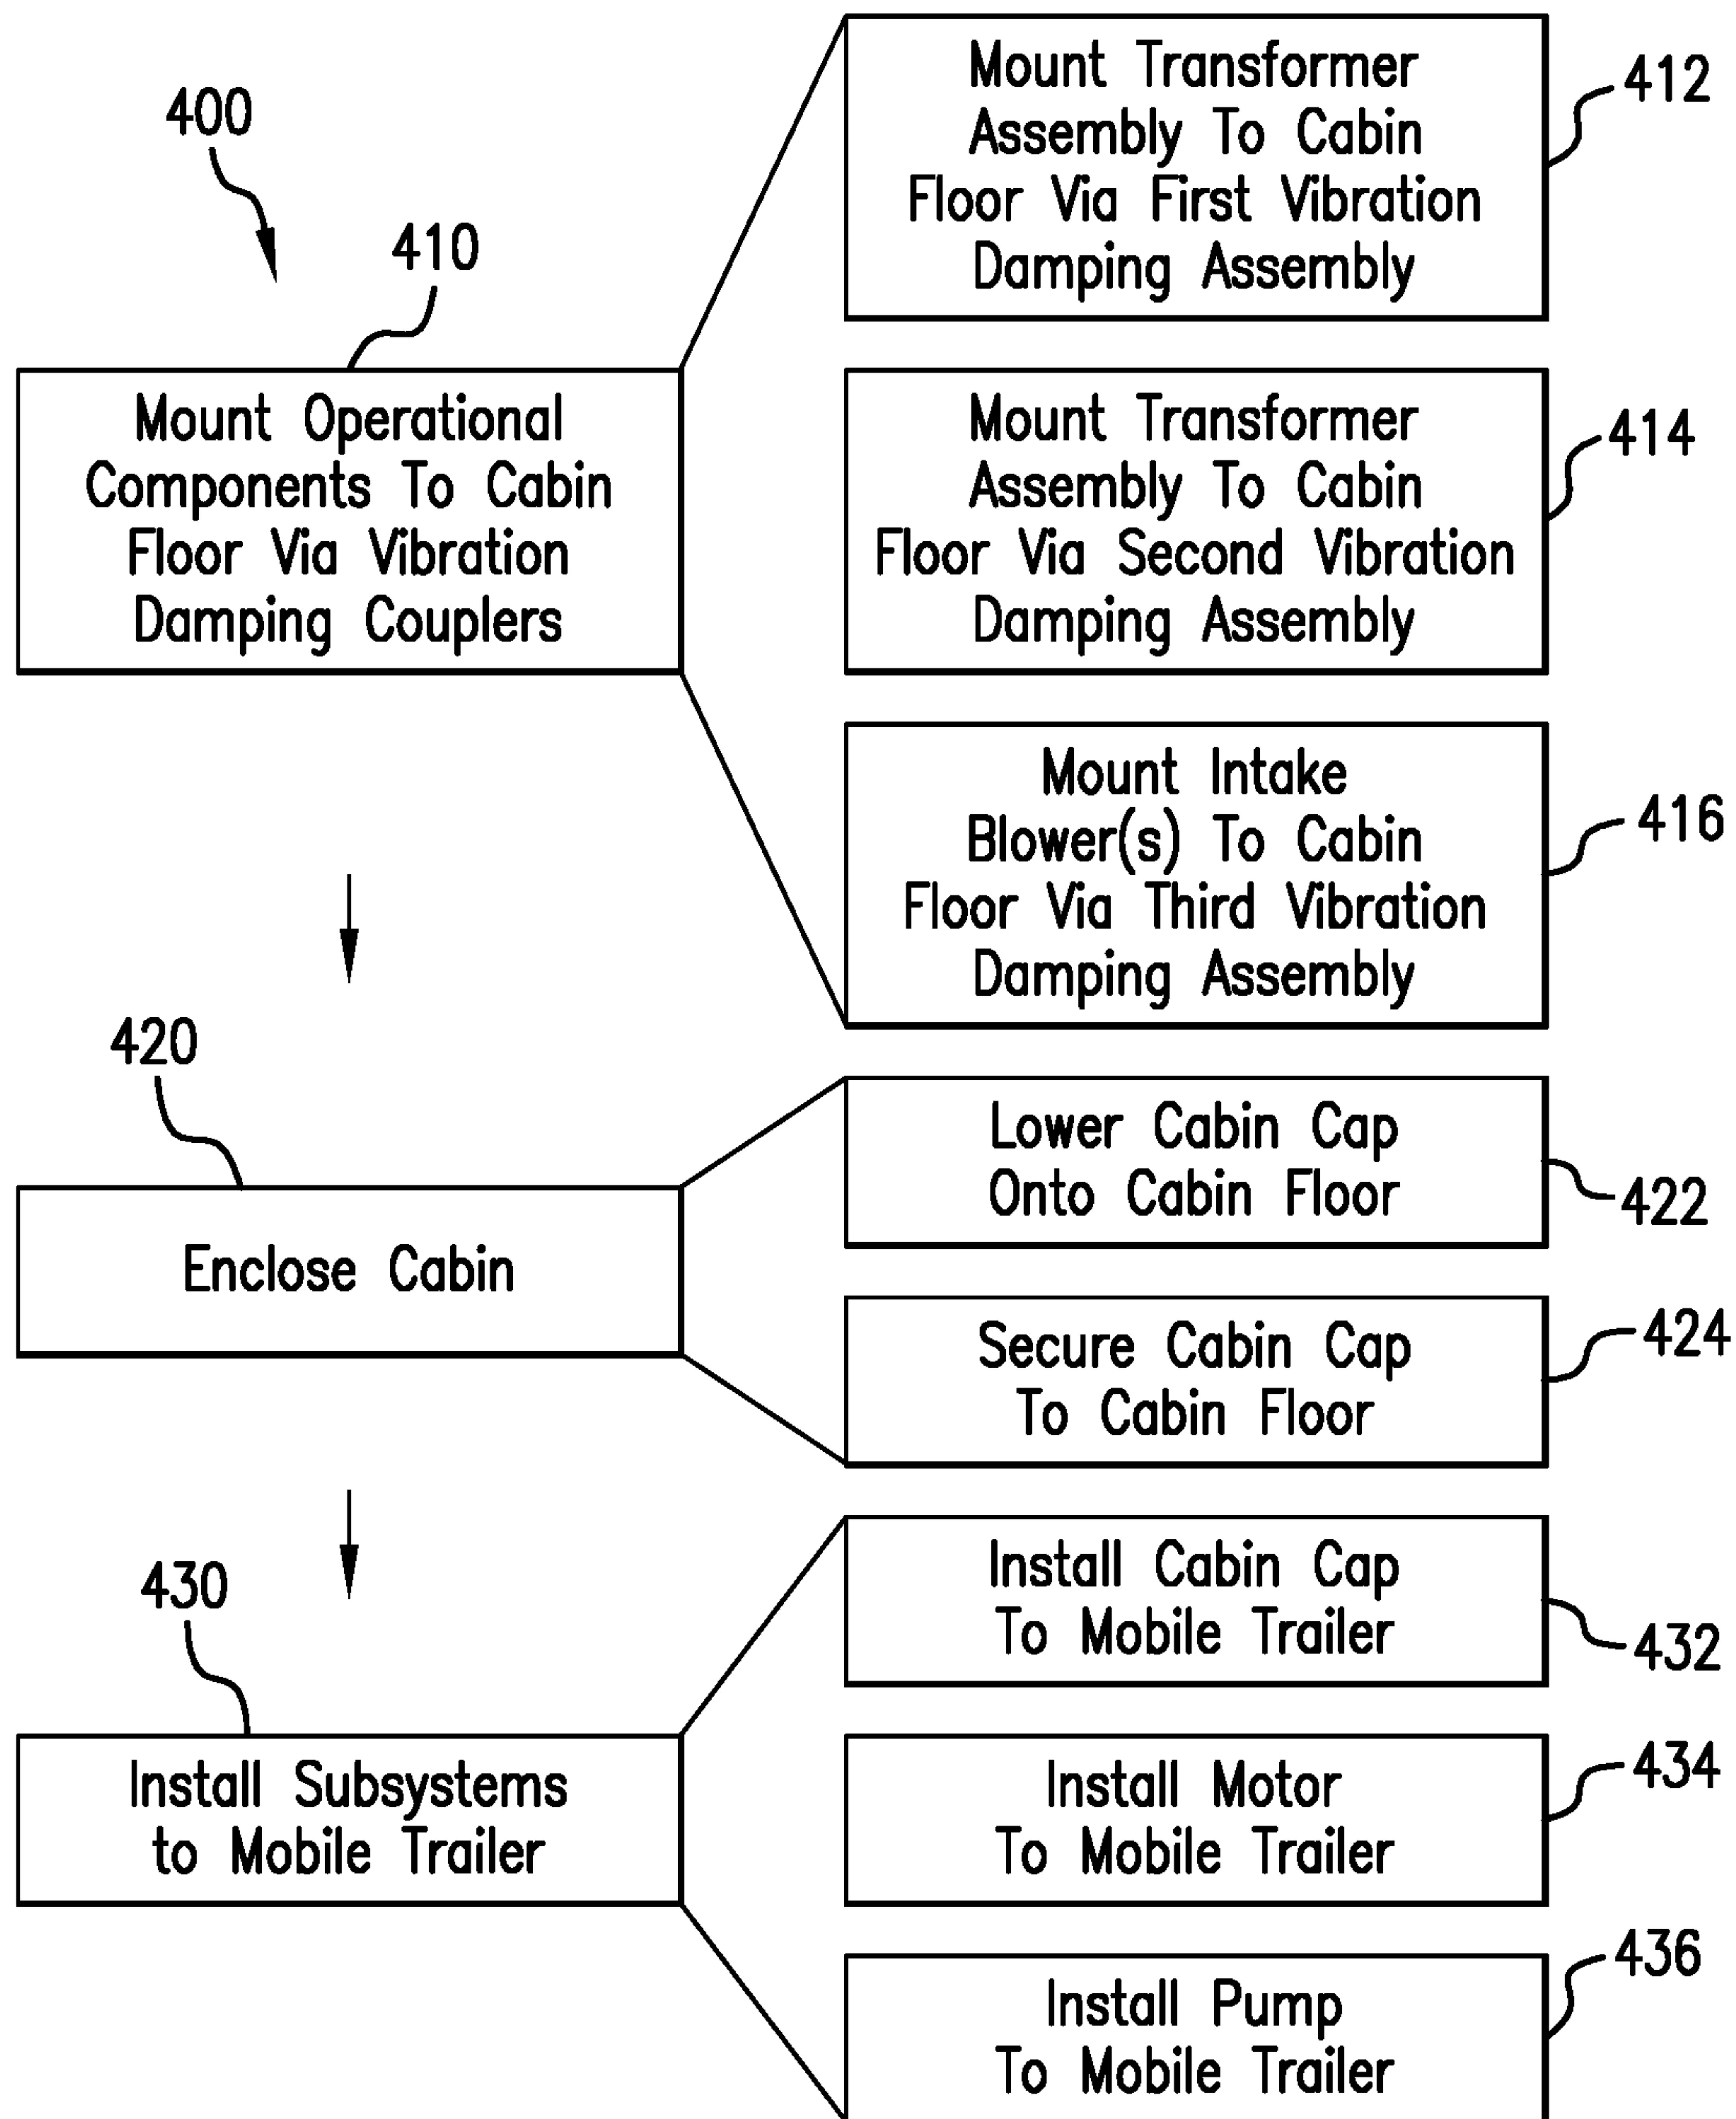 400
410
Mount Operational
Components To Cabin
Floor Via Vibration
Damping Couplers
Mount Transformer
Assembly To Cabin
Floor Via First Vibration
Damping Assembly
412
Mount Transformer
Assembly To Cabin
Floor Via Second Vibration
Damping Assembly
414
Mount Intake
Blower(s) To Cabin
Floor Via Third Vibration
Damping Assembly
416
420
Enclose Cabin
Lower Cabin Cap
Onto Cabin Floor
422
Secure Cabin Cap
To Cabin Floor
424
430
Install Subsystems
to Mobile Trailer
Install Cabin Cap
To Mobile Trailer
432
Install Motor
To Mobile Trailer
434
Install Pump
To Mobile Trailer
436